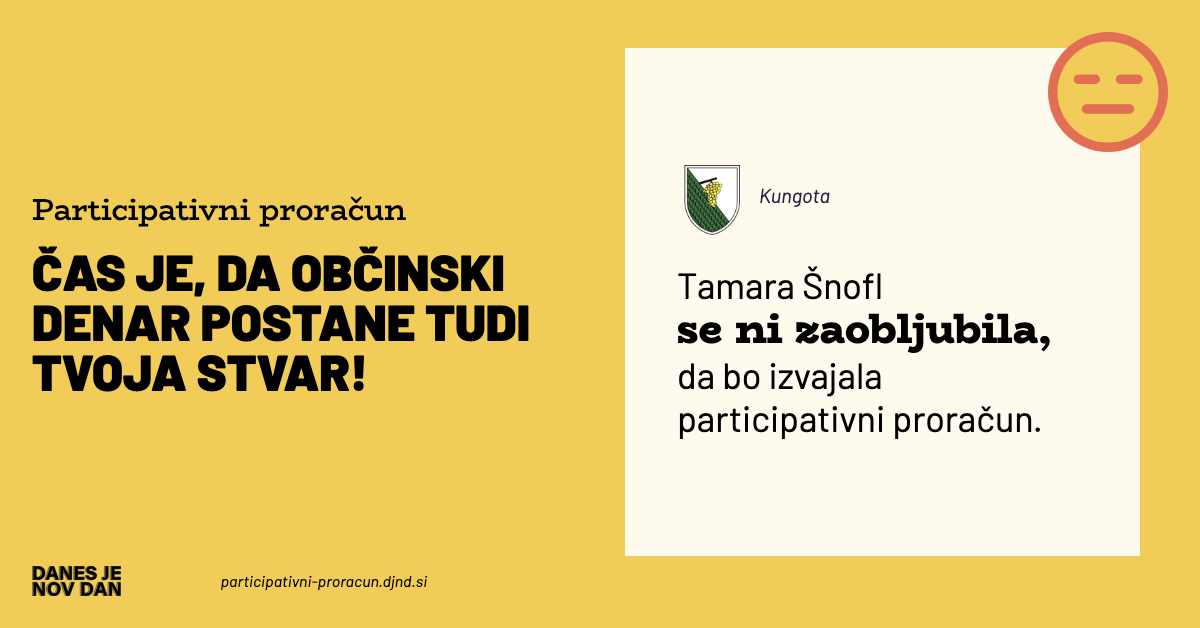 Participativni proračun
ČAS JE, DA OBČINSKI
DENAR POSTANE TUDI
TVOJA STVAR!
DANES JE
NOV DAN
participativni-proracun.djnd.si
Kungota
Tamara Šnofl
se ni zaobljubila,
da bo izvajala
participativni proračun.